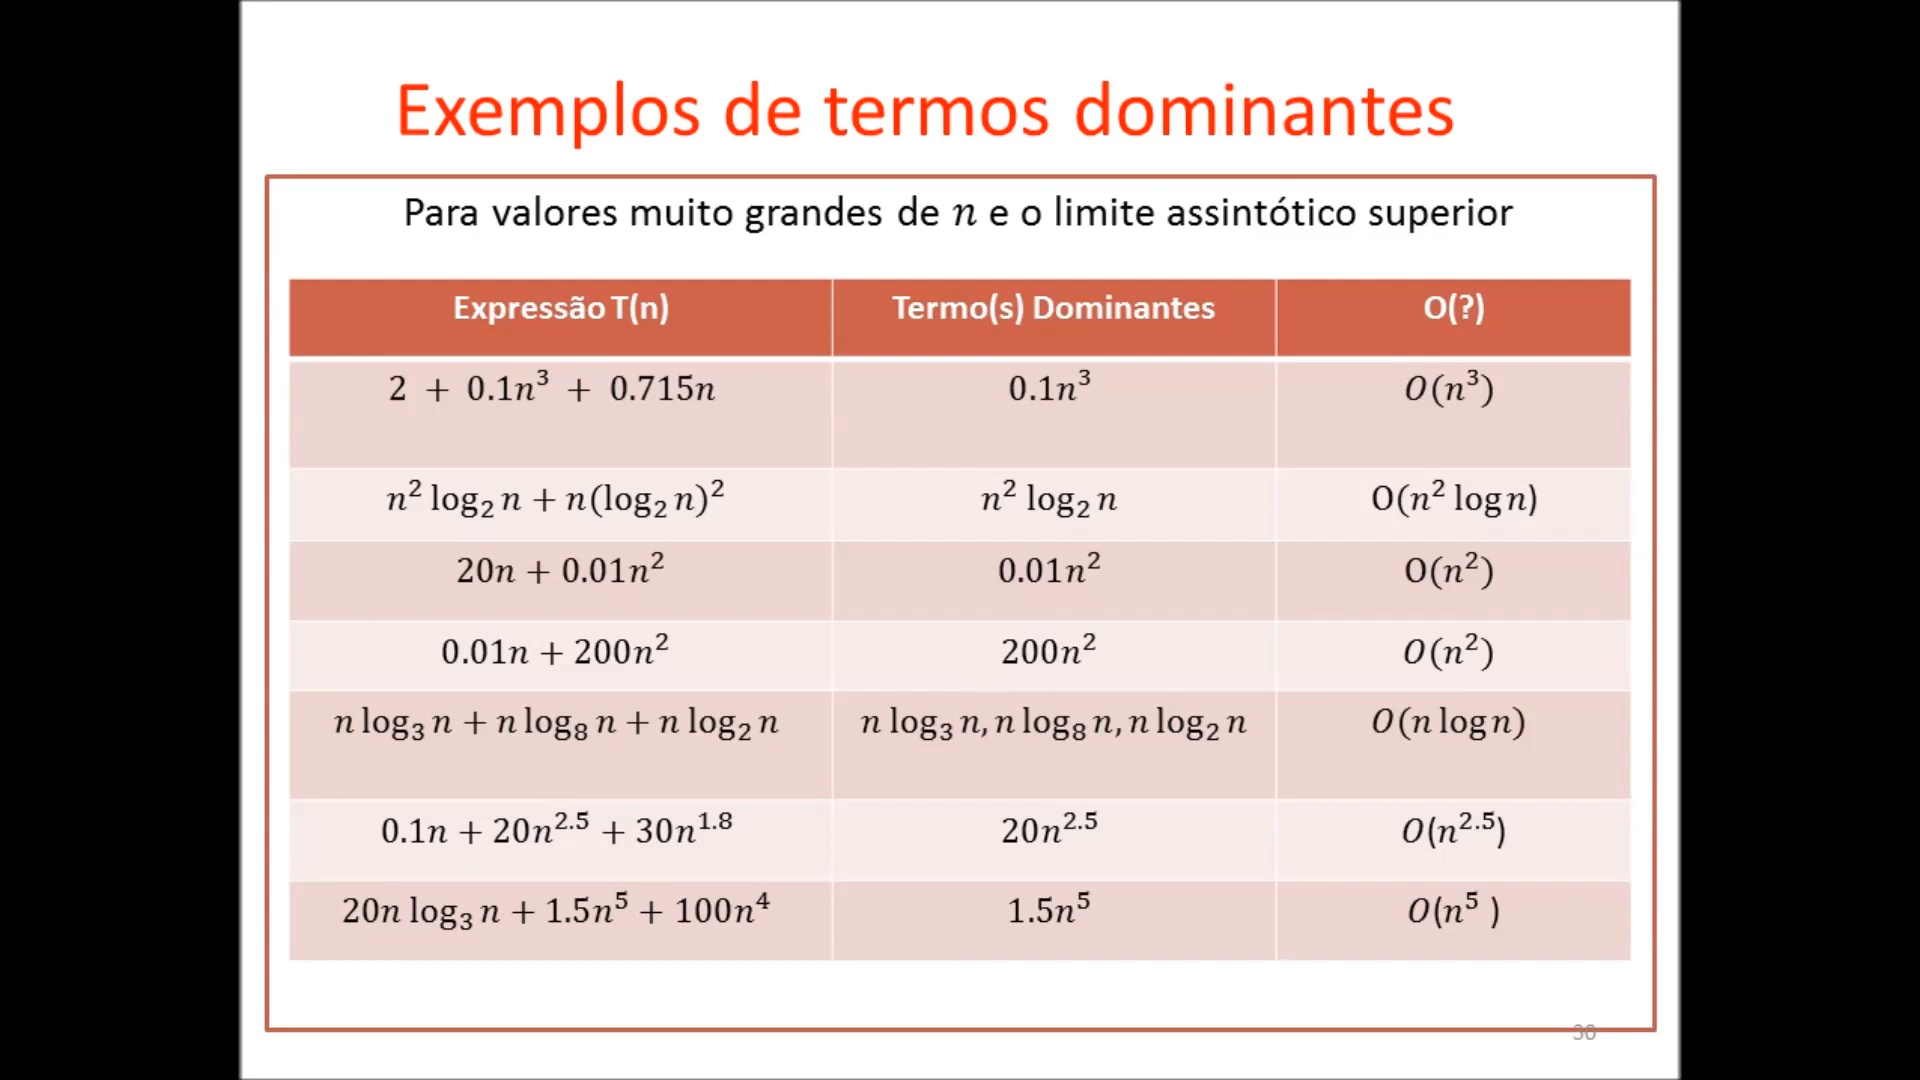 Exemplos de termos dominantes
Para valores muito grandes de n e o limite assintótico superior
Expressão T(n) Termo(s) Dominantes O(?)
2 + 0.1n³ + 0.715n 0.1n³ O(n³)
n² log₂ n + n(log₂ n)² n² log₂ n O(n² log n)
20n + 0.01n² 0.01n² O(n²)
0.01n + 200n² 200n² O(n²)
n log₃ n + n log₈ n + n log₂ n n log₃ n, n log₈ n, n log₂ n O(n log n)
0.1n + 20n^2.5 + 30n^1.8 20n^2.5 O(n^2.5)
20n log₃ n + 1.5n⁵ + 100n⁴ 1.5n⁵ O(n⁵ )
30